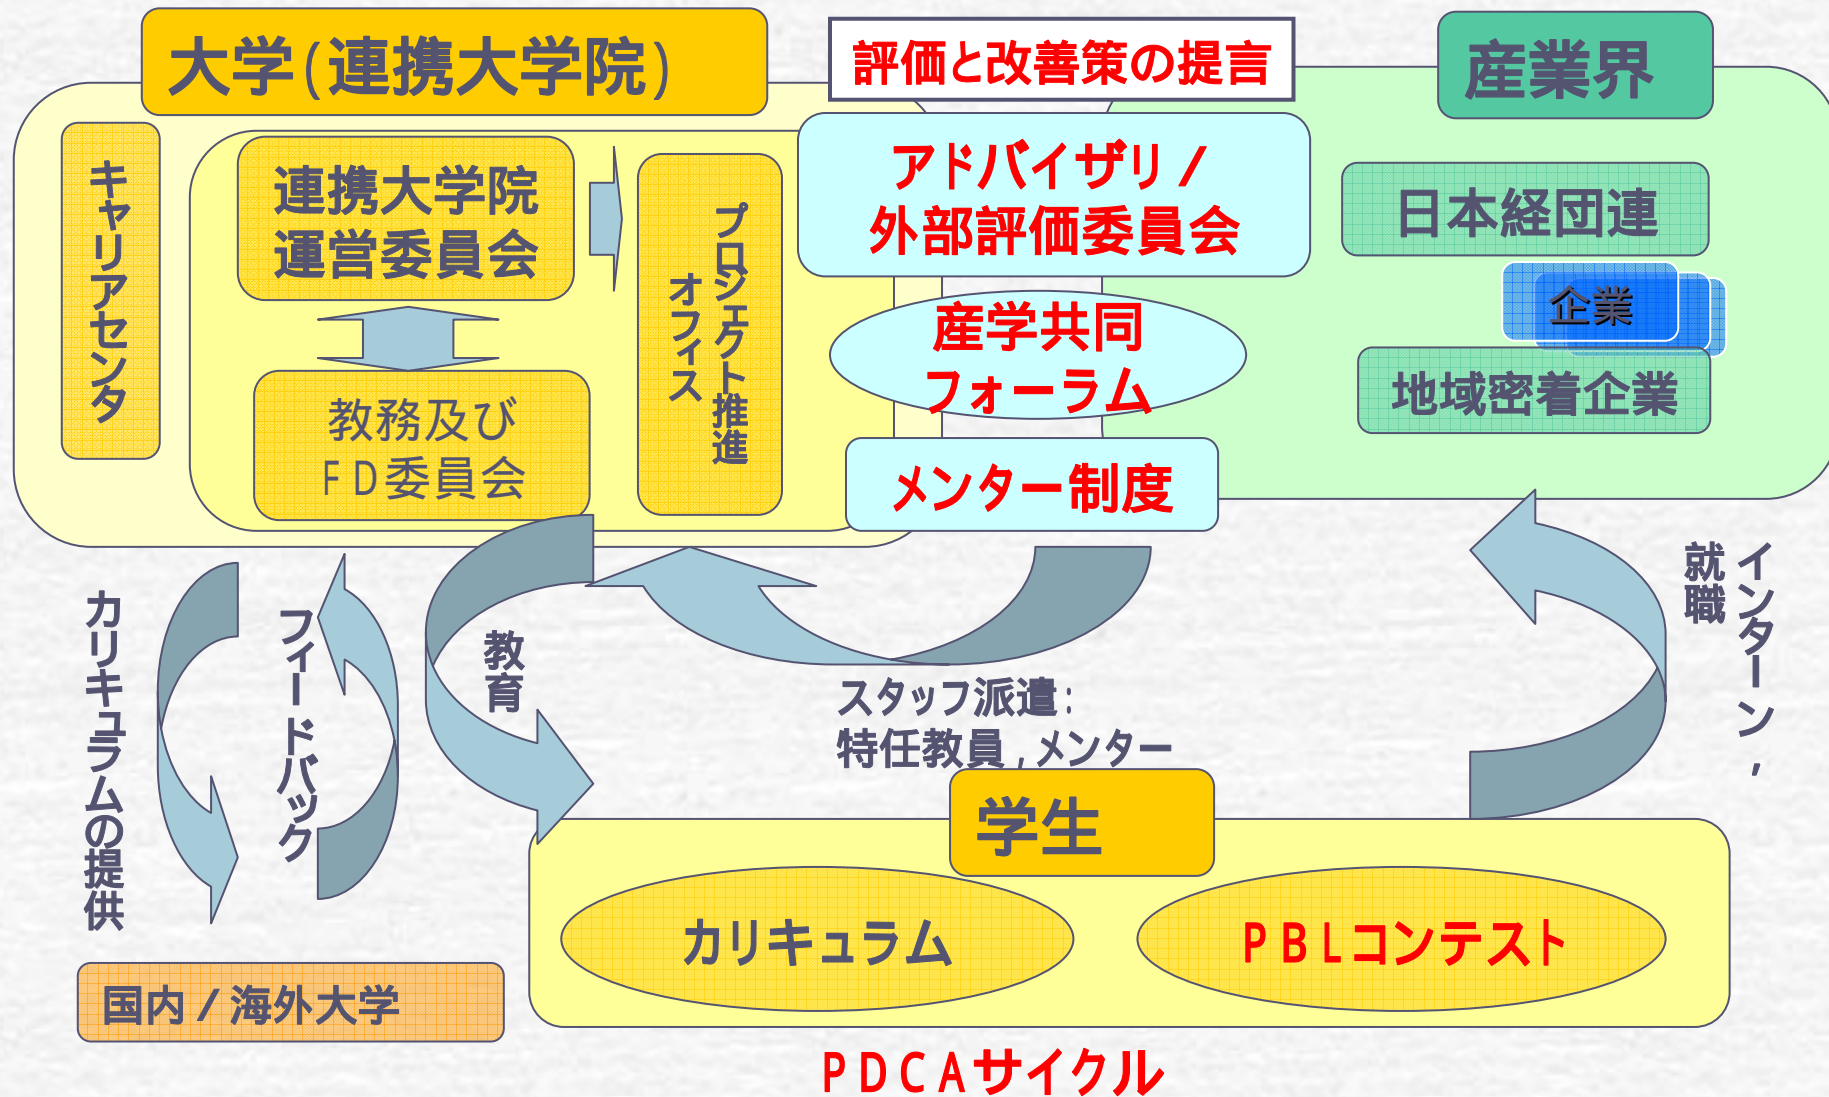 大学(連携大学院)
評価と改善策の提言
産業界
キャリアセンタ
連携大学院
運営委員会
プロジェクト推進
オフィス
教務及び
FD委員会
アドバイザリ/
外部評価委員会
産学共同
フォーラム
メンター制度
日本経団連
企業
地域密着企業
カリキュラムの提供
フィードバック
教育
スタッフ派遣:
特任教員,メンター
インターン,
就職
学生
カリキュラム
PBLコンテスト
国内/海外大学
PDCAサイクル